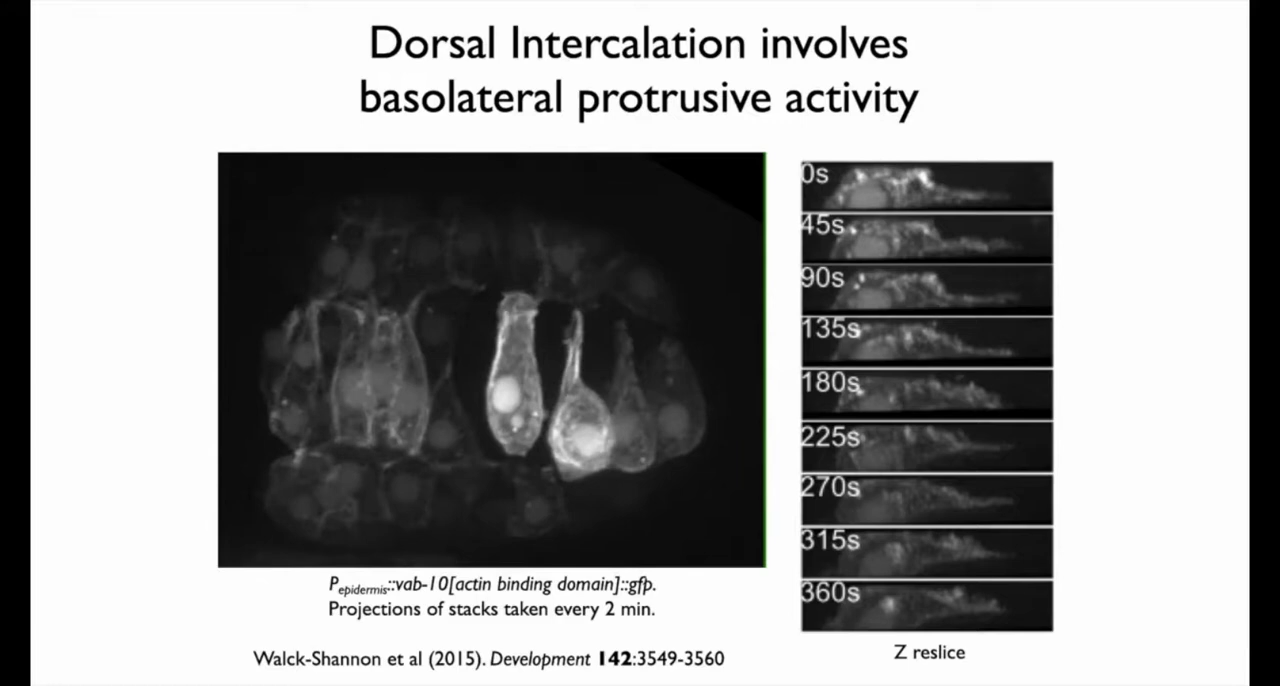 Dorsal Intercalation involves
basolateral protrusive activity
0s
45s
90s
135s
180s
225s
270s
315s
360s
Pepidermis::vab-10[actin binding domain]::gfp.
Projections of stacks taken every 2 min.
Z reslice
Walck-Shannon et al (2015). Development 142:3549-3560